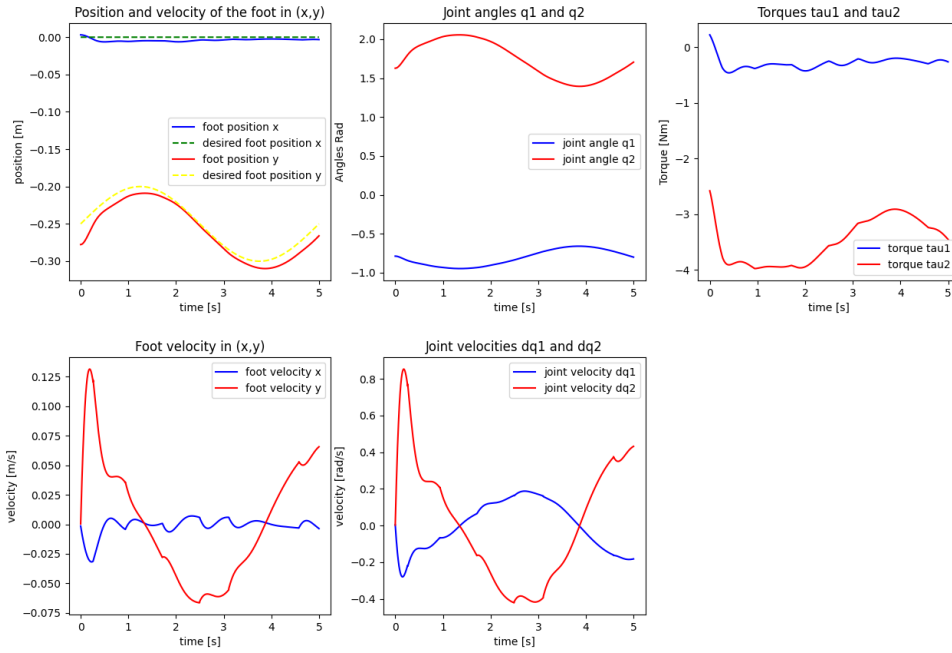 Position and velocity of the foot in (x,y)
position [m]
0.00
−0.05
−0.10
−0.15
−0.20
−0.25
−0.30
foot position x
desired foot position x
foot position y
desired foot position y
0 1 2 3 4 5
time [s]
Joint angles q1 and q2
Angles Rad
2.0
1.5
1.0
0.5
0.0
−0.5
−1.0
joint angle q1
joint angle q2
0 1 2 3 4 5
time [s]
Torques tau1 and tau2
Torque [Nm]
0
−1
−2
−3
−4
torque tau1
torque tau2
0 1 2 3 4 5
time [s]
Foot velocity in (x,y)
velocity [m/s]
0.125
0.100
0.075
0.050
0.025
0.000
−0.025
−0.050
−0.075
foot velocity x
foot velocity y
0 1 2 3 4 5
time [s]
Joint velocities dq1 and dq2
velocity [rad/s]
0.8
0.6
0.4
0.2
0.0
−0.2
−0.4
joint velocity dq1
joint velocity dq2
0 1 2 3 4 5
time [s]